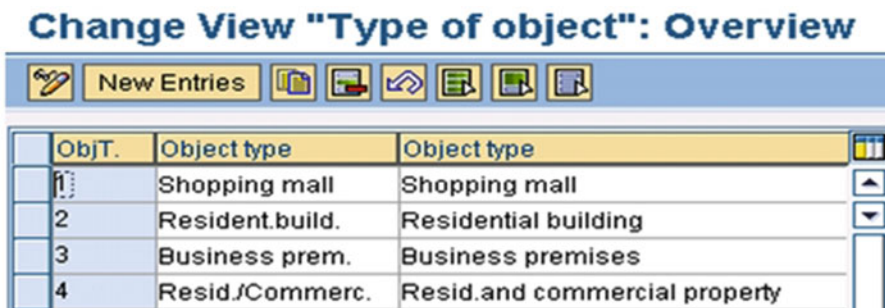 Change View "Type of object": Overview
New Entries
ObjT. Object type Object type
1 Shopping mall Shopping mall
2 Resident.build. Residential building
3 Business prem. Business premises
4 Resid./Commerc. Resid.and commercial property